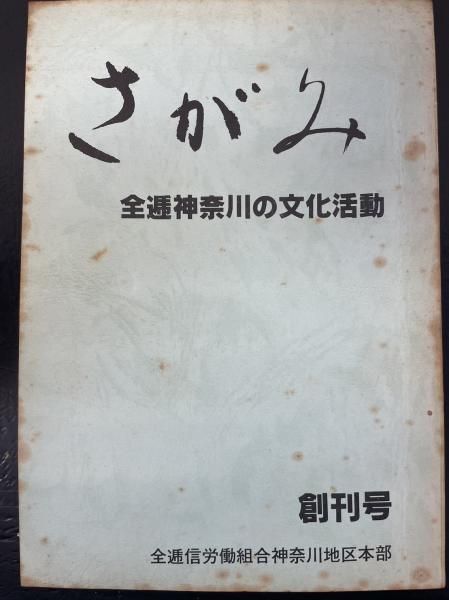 さがみ
全逓神奈川の文化活動
創刊号
全逓信労働組合神奈川地区本部